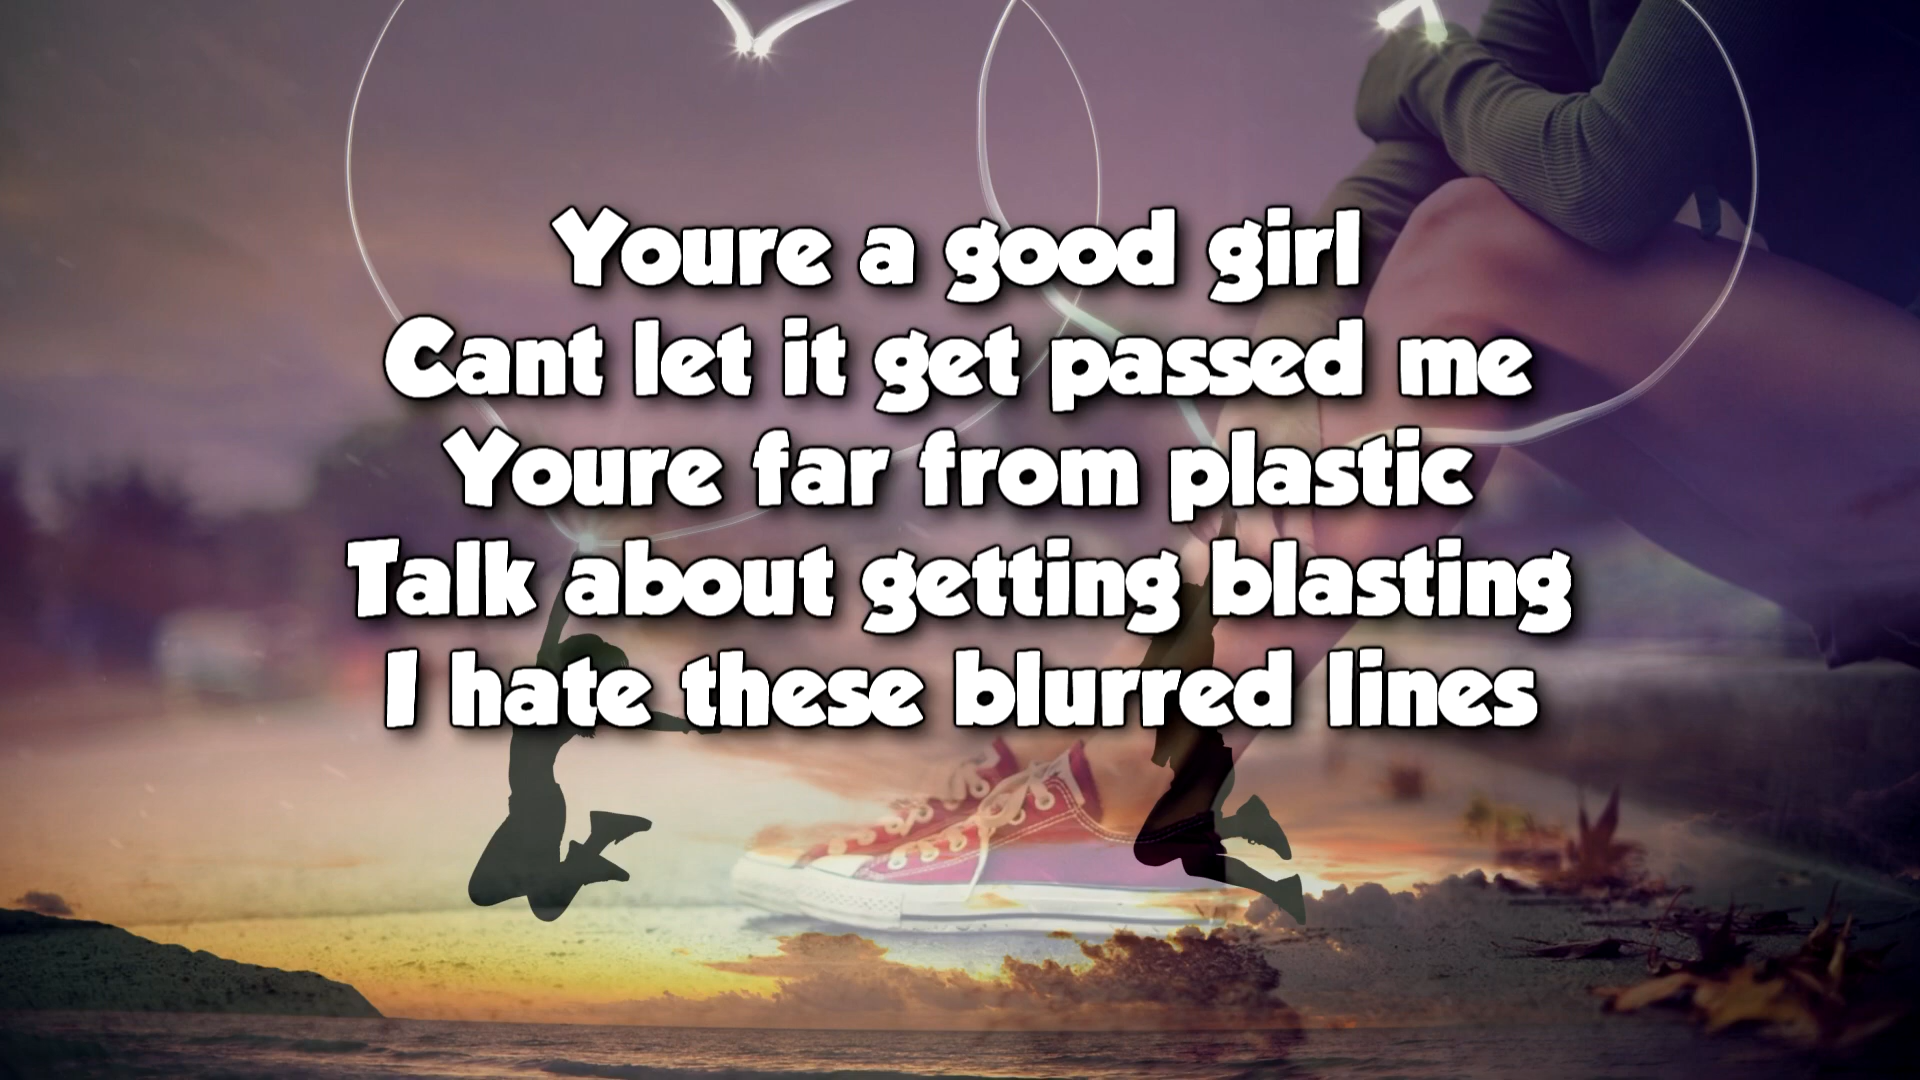 Youre a good girl
Cant let it get passed me
Youre far from plastic
Talk about getting blasting
I hate these blurred lines